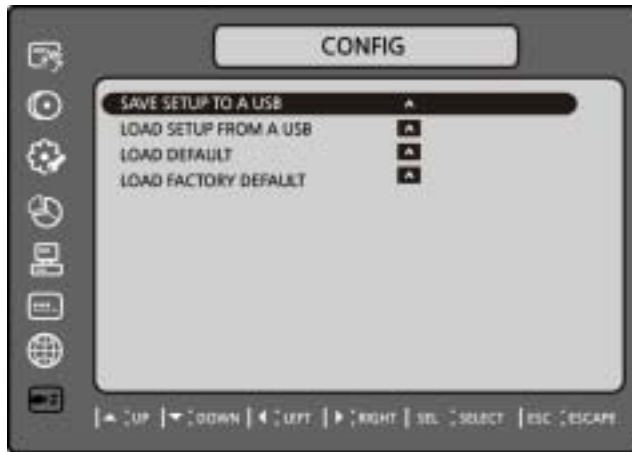 CONFIG
SAVE SETUP TO A USB
LOAD SETUP FROM A USB
LOAD DEFAULT
LOAD FACTORY DEFAULT
▲ : UP | ▼ : DOWN | ◀ : LEFT | ▶ : RIGHT | SEL : SELECT | ESC : ESCAPE